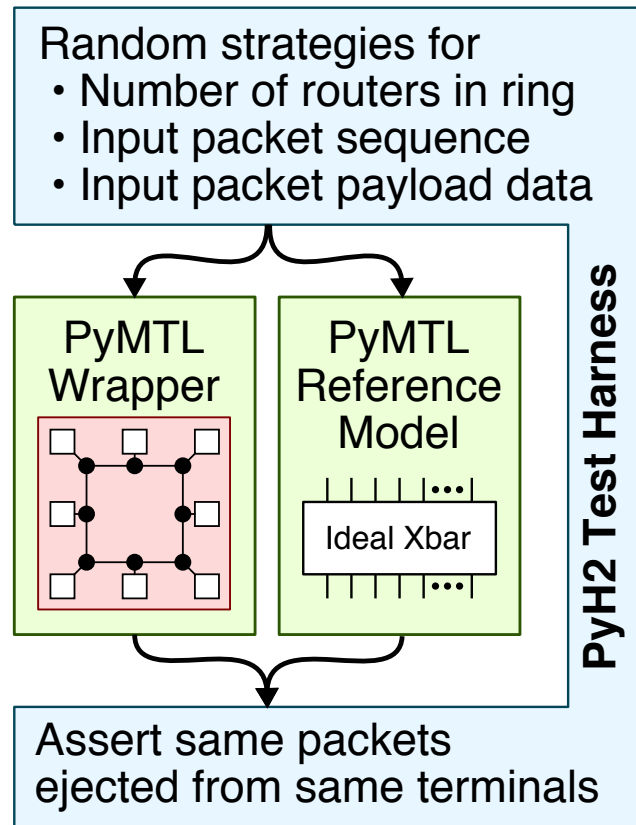 Random strategies for
• Number of routers in ring
• Input packet sequence
• Input packet payload data
PyMTL
Wrapper
PyMTL
Reference
Model
Ideal Xbar
PyH2 Test Harness
Assert same packets
ejected from same terminals